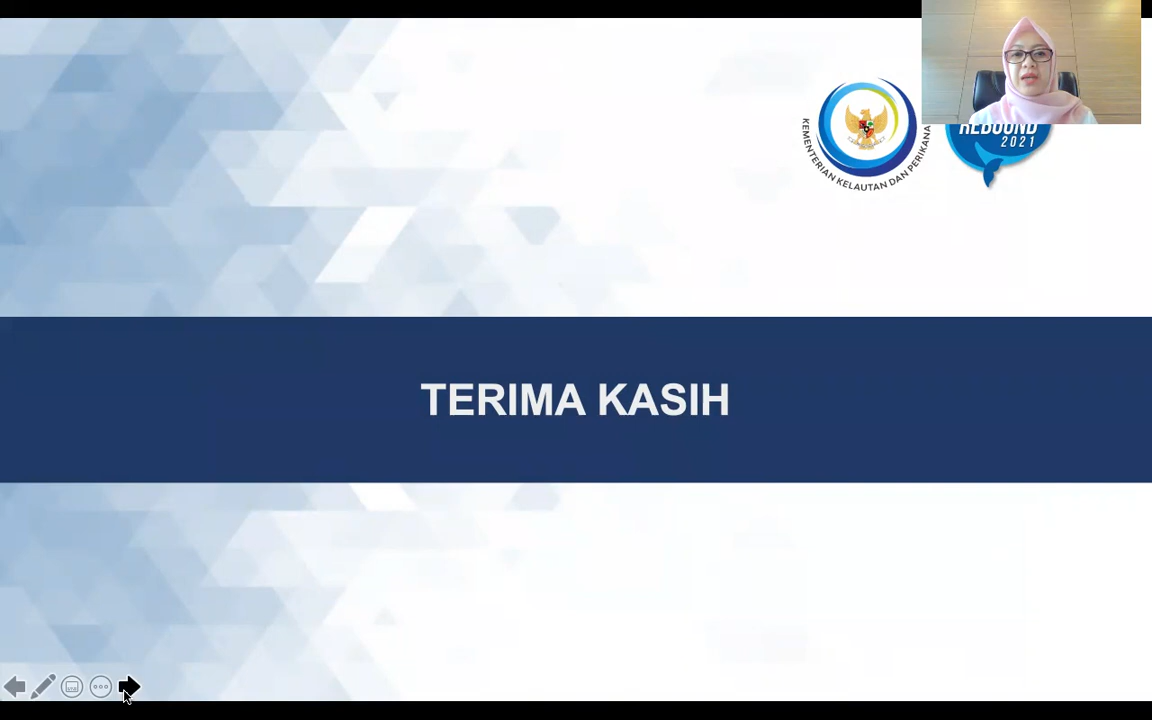 KEMENTERIAN KELAUTAN DAN PERIKANAN
REBOUND
2021
TERIMA KASIH